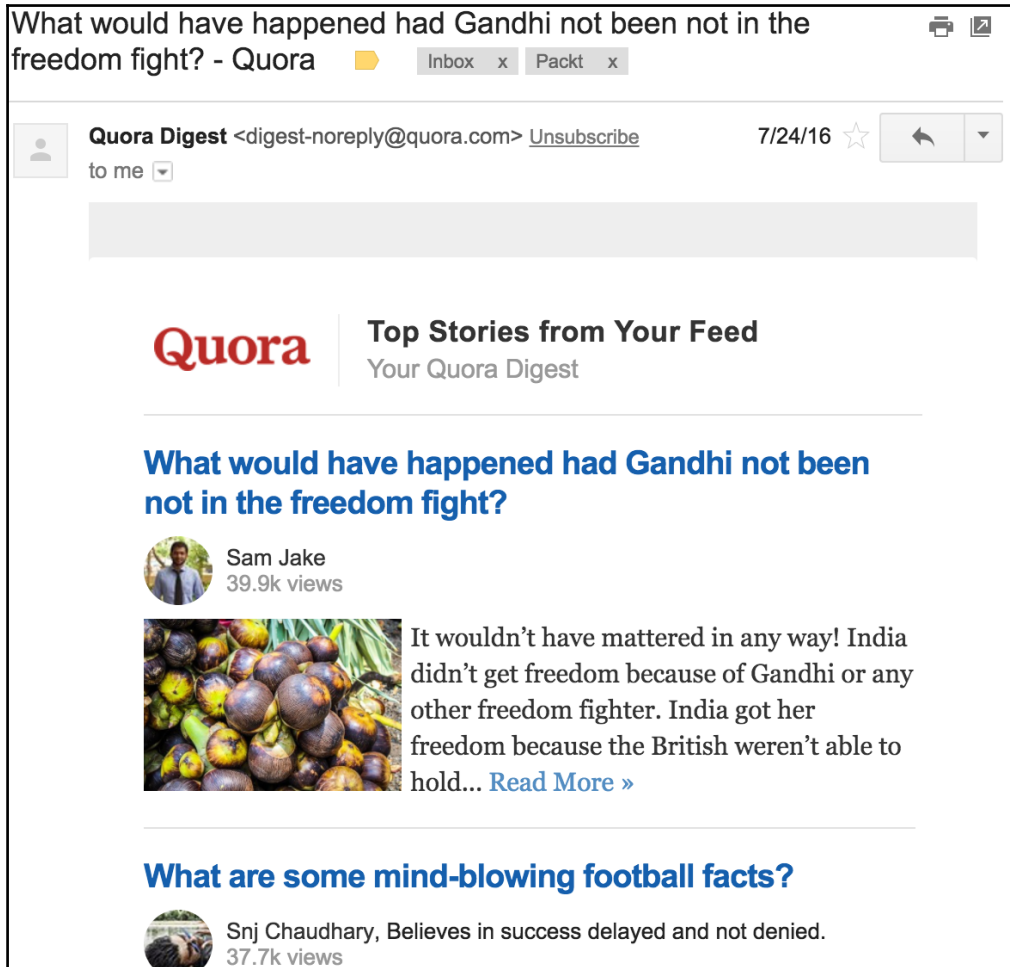 What would have happened had Gandhi not been not in the
freedom fight? - Quora Inbox x Packt x
Quora Digest <digest-noreply@quora.com> Unsubscribe 7/24/16
to me
Quora
Top Stories from Your Feed
Your Quora Digest
What would have happened had Gandhi not been
not in the freedom fight?
Sam Jake
39.9k views
It wouldn’t have mattered in any way! India
didn’t get freedom because of Gandhi or any
other freedom fighter. India got her
freedom because the British weren’t able to
hold... Read More »
What are some mind-blowing football facts?
Snj Chaudhary, Believes in success delayed and not denied.
37.7k views